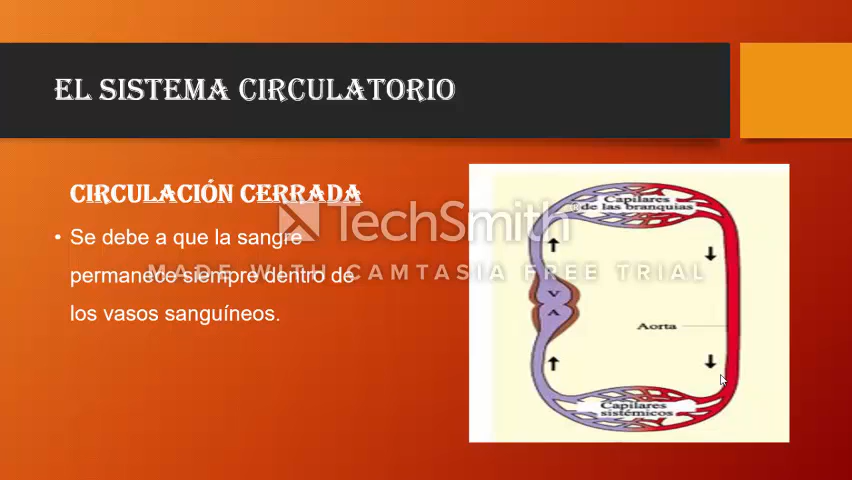 EL SISTEMA CIRCULATORIO
CIRCULACIÓN CERRADA
• Se debe a que la sangre
permanece siempre dentro de
los vasos sanguíneos.
TechSmith®
MADE WITH CAMTASIA FREE TRIAL
Capilares
de las branquias
V
A
Aorta
Capilares
sistémicos